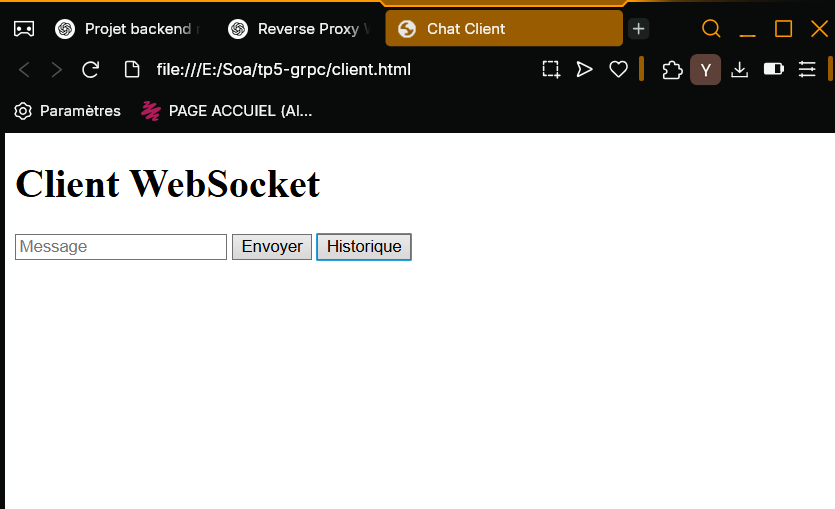 Projet backend
Reverse Proxy
Chat Client
file:///E:/Soa/tp5-grpc/client.html
Y
Paramètres
PAGE ACCUIEL (Al...
Client WebSocket
Message
Envoyer
Historique